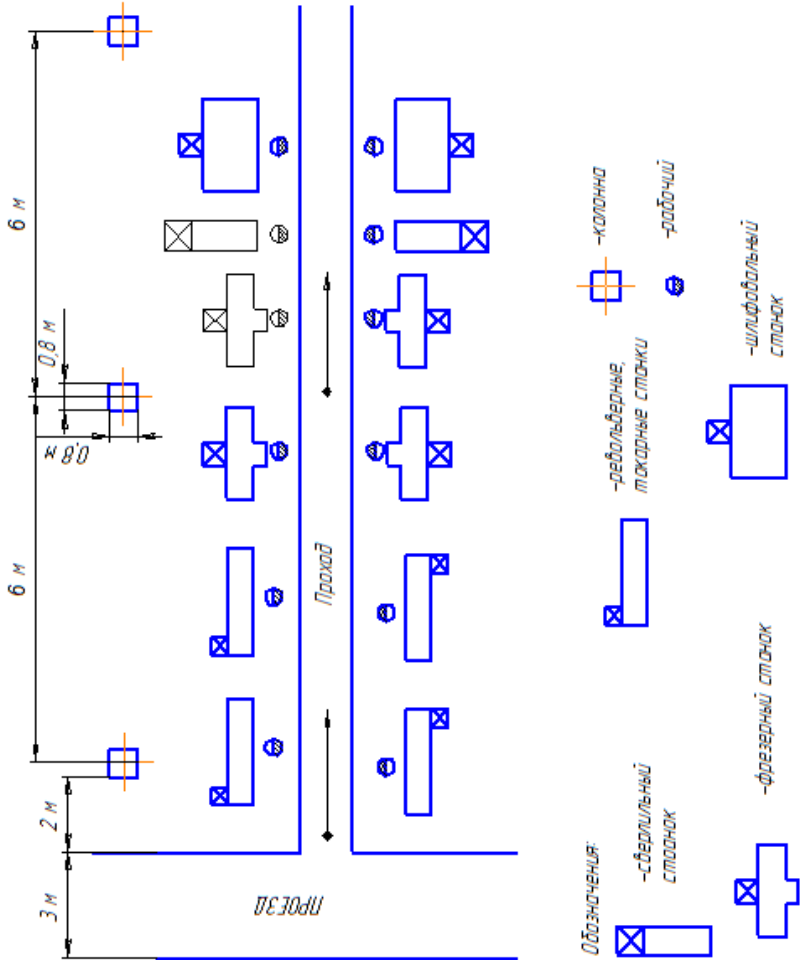 3 м
2 м
6 м
6 м
0,8 м
0,8 м
ПРОЕЗД
Проход
Обозначения:
-сверлильный
станок
-револьверные,
токарные станки
-колонна
-рабочий
-фрезерный станок
-шлифовальный
станок